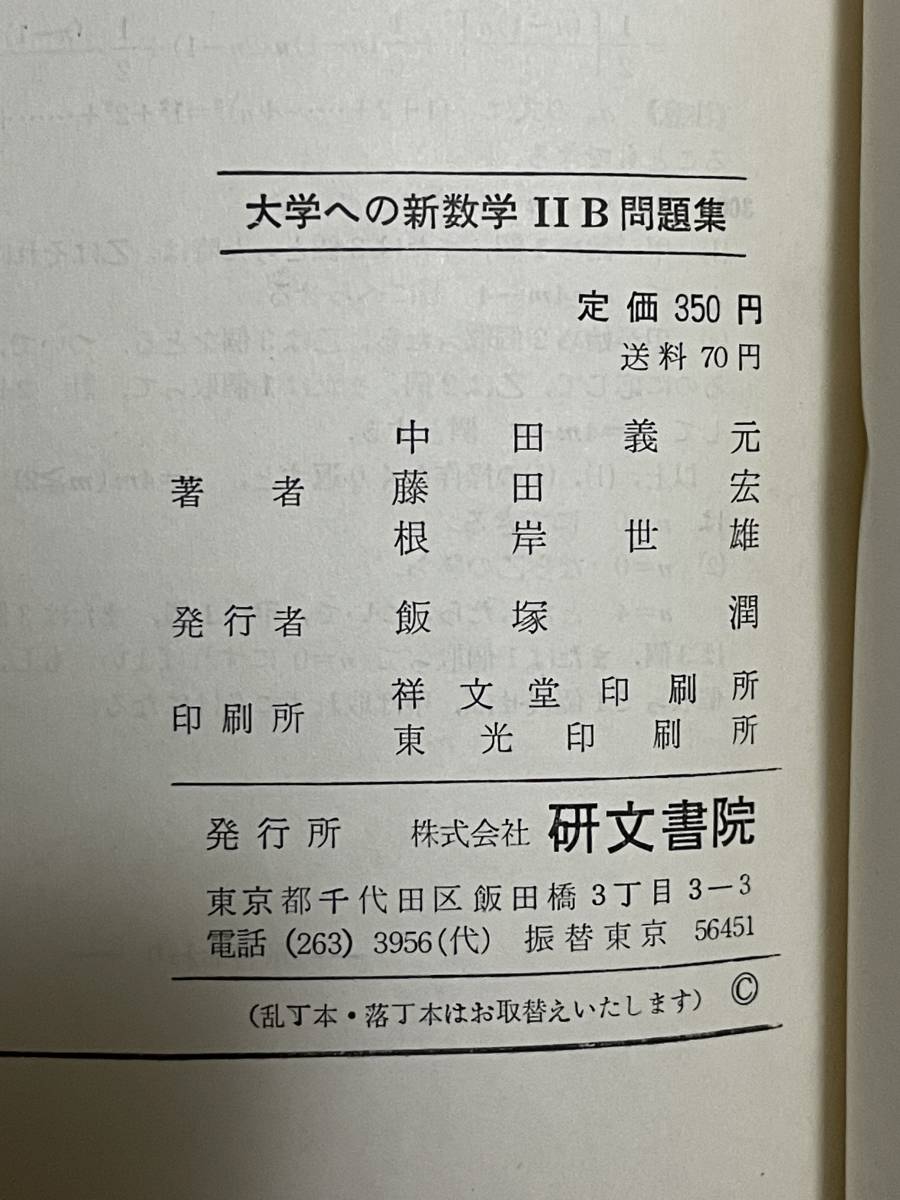 大学への新数学 II B 問題集
定価 350 円
送料 70円
著者
中田義元
藤田宏
根岸世雄
発行者 飯塚潤
印刷所
祥文堂印刷所
東光印刷所
発行所 株式会社 研文書院
東京都千代田区飯田橋3丁目3-3
電話 (263) 3956(代) 振替東京 56451
(乱丁本・落丁本はお取替えいたします) ©